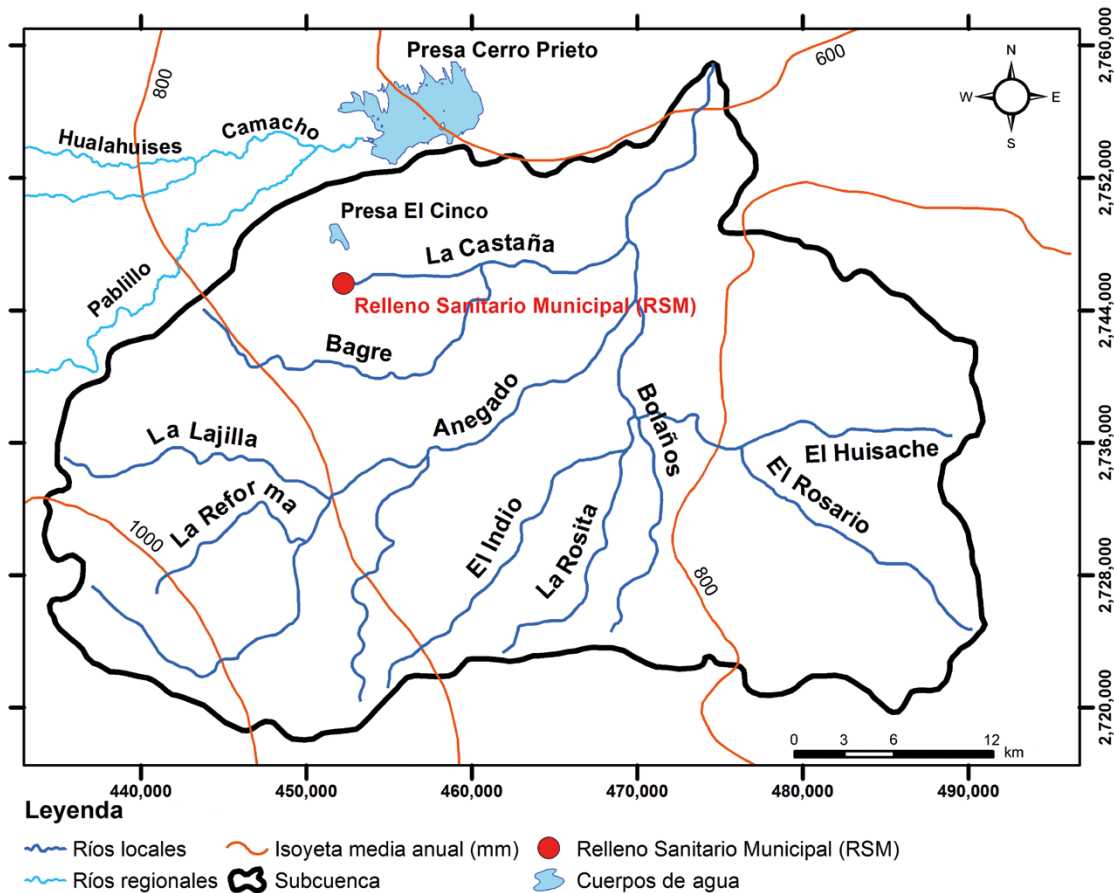 Presa Cerro Prieto
800
600
N
W
E
S
2,760,000
Hualahuises
Camacho
2,752,000
Presa El Cinco
La Castaña
Pablillo
Relleno Sanitario Municipal (RSM)
2,744,000
Bagre
Anegado
Bolaños
La Lajilla
El Huisache
2,736,000
La Refor ma
El Rosario
1000
El Indio
La Rosita
800
2,728,000
2,720,000
0 3 6 12
km
440,000 450,000 460,000 470,000 480,000 490,000
Leyenda
Ríos locales
Isoyeta media anual (mm)
Relleno Sanitario Municipal (RSM)
Ríos regionales
Subcuenca
Cuerpos de agua